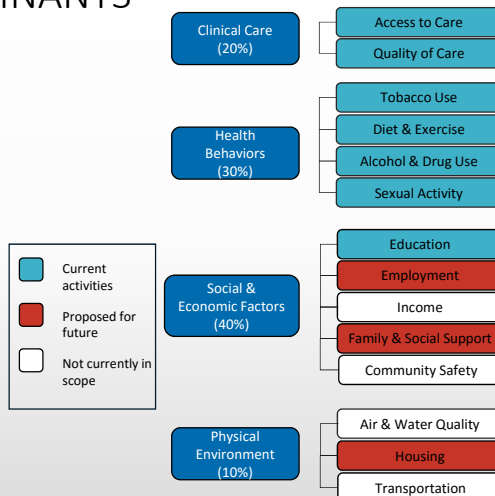 Clinical Care
(20%)
Access to Care
Quality of Care
Health
Behaviors
(30%)
Tobacco Use
Diet & Exercise
Alcohol & Drug Use
Sexual Activity
Current
activities
Proposed for
future
Not currently in
scope
Social &
Economic Factors
(40%)
Education
Employment
Income
Family & Social Support
Community Safety
Physical
Environment
(10%)
Air & Water Quality
Housing
Transportation